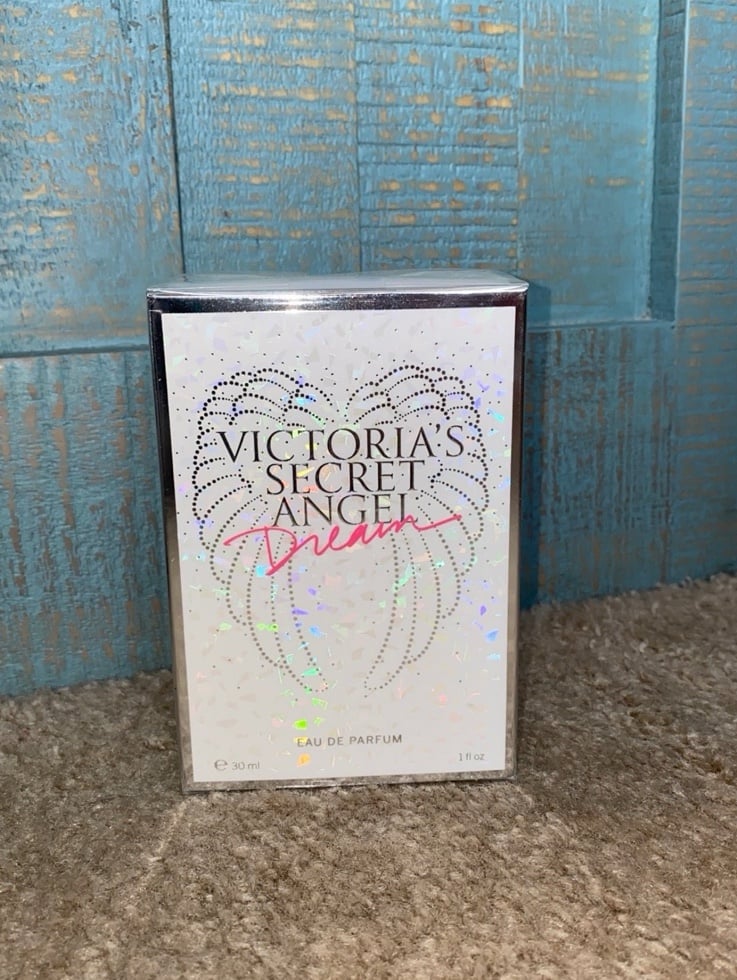 VICTORIA'S
SECRET
ANGEL
Dream
EAU DE PARFUM
℮ 30 ml 1 fl oz